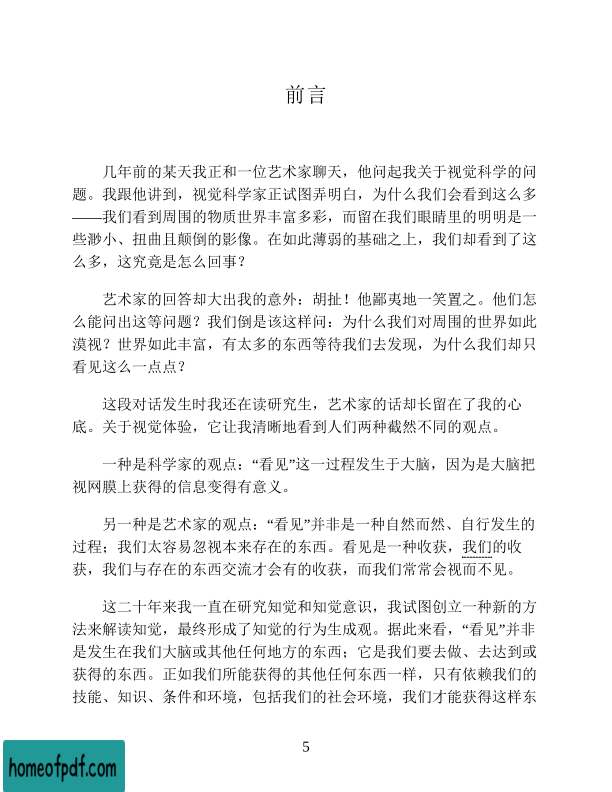 前言
几年前的某天我正和一位艺术家聊天，他问起我关于视觉科学的问
题。我跟他讲到，视觉科学家正试图弄明白，为什么我们会看到这么多
——我们看到周围的物质世界丰富多彩，而留在我们眼睛里的明明是一
些渺小、扭曲且颠倒的影像。在如此薄弱的基础之上，我们却看到了这
么多，这究竟是怎么回事？
艺术家的回答却大出我的意外：胡扯！他鄙夷地一笑置之。他们怎
么能问出这等问题？我们倒是该这样问：为什么我们对周围的世界如此
漠视？世界如此丰富，有太多的东西等待我们去发现，为什么我们却只
看见这么一点点？
这段对话发生时我还在读研究生，艺术家的话却长留在了我的心
底。关于视觉体验，它让我清晰地看到人们两种截然不同的观点。
一种是科学家的观点：“看见”这一过程发生于大脑，因为是大脑把
视网膜上获得的信息变得有意义。
另一种是艺术家的观点：“看见”并非是一种自然而然、自行发生的
过程；我们太容易忽视本来存在的东西。看见是一种收获，我们的收
获，我们与存在的东西交流才会有的收获，而我们常常会视而不见。
这二十年来我一直在研究知觉和知觉意识，我试图创立一种新的方
法来解读知觉，最终形成了知觉的行为生成观。据此来看，“看见”并非
是发生在我们大脑或其他任何地方的东西；它是我们要去做、去达到或
获得的东西。正如我们所能获得的其他任何东西一样，只有依赖我们的
技能、知识、条件和环境，包括我们的社会环境，我们才能获得这样东
5
homeofpdf.com